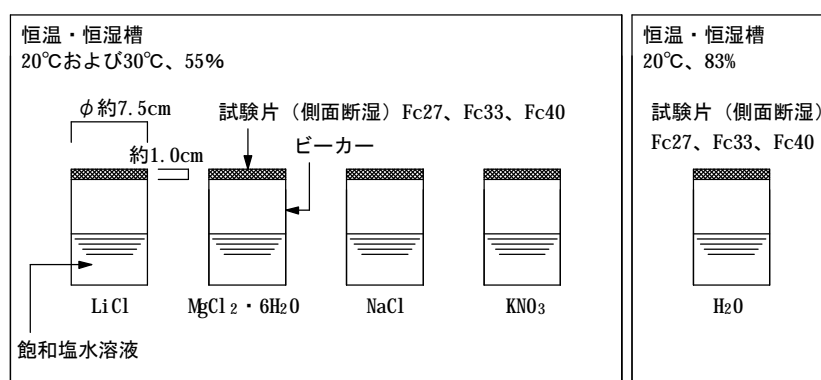 恒温・恒湿槽
20℃および30℃、55%
φ約7.5cm
試験片（側面断湿）Fc27、Fc33、Fc40
約1.0cm
ビーカー
LiCl
MgCl2・6H2O
NaCl
KNO3
飽和塩水溶液
恒温・恒湿槽
20℃、83%
試験片（側面断湿）
Fc27、Fc33、Fc40
H2O